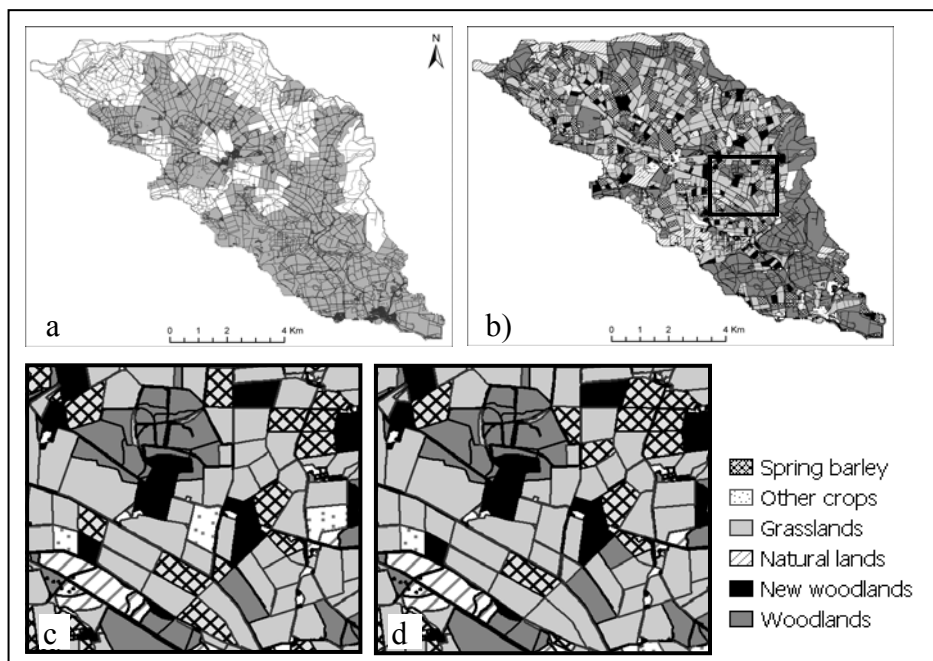 N
a
0 1 2 4 Km
b)
0 1 2 4 Km
c
d
Spring barley
Other crops
Grasslands
Natural lands
New woodlands
Woodlands